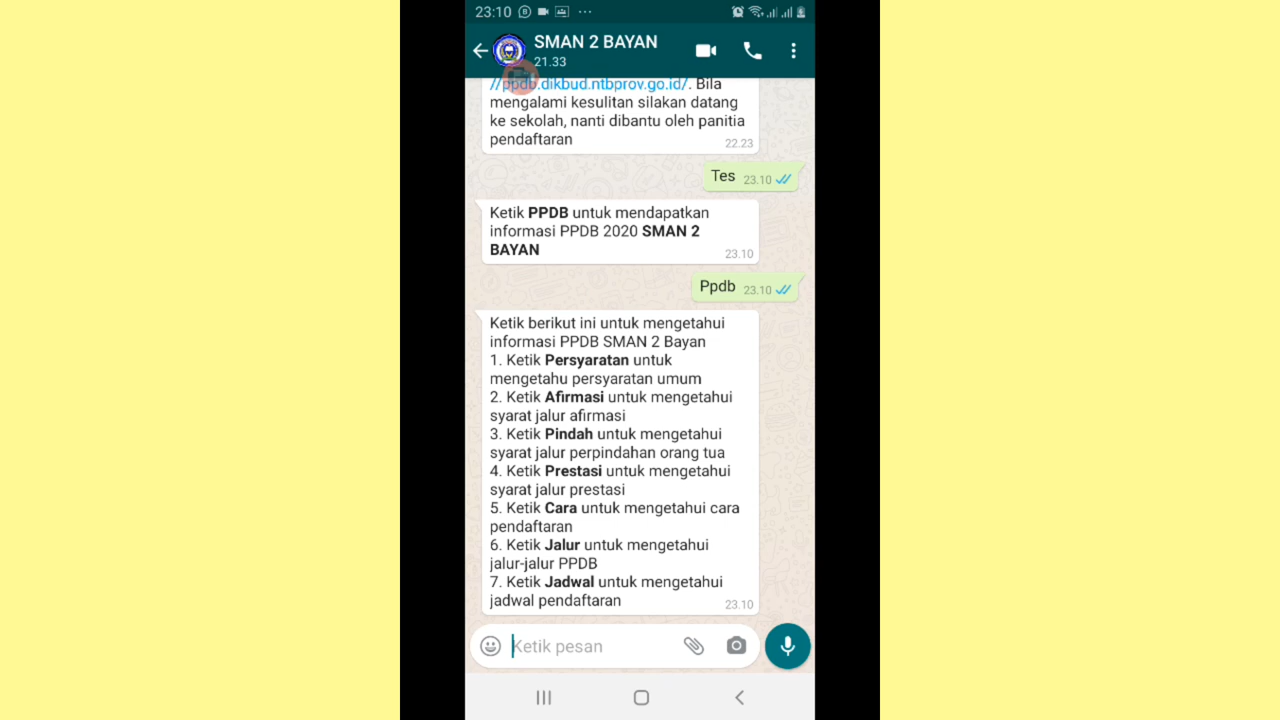 23:10
SMAN 2 BAYAN
21.33
//ppdb.dikbud.ntbprov.go.id/. Bila
mengalami kesulitan silakan datang
ke sekolah, nanti dibantu oleh panitia
pendaftaran
22.23
Tes 23.10
Ketik PPDB untuk mendapatkan
informasi PPDB 2020 SMAN 2
BAYAN
23.10
Ppdb 23.10
Ketik berikut ini untuk mengetahui
informasi PPDB SMAN 2 Bayan
1. Ketik Persyaratan untuk
mengetahu persyaratan umum
2. Ketik Afirmasi untuk mengetahui
syarat jalur afirmasi
3. Ketik Pindah untuk mengetahui
syarat jalur perpindahan orang tua
4. Ketik Prestasi untuk mengetahui
syarat jalur prestasi
5. Ketik Cara untuk mengetahui cara
pendaftaran
6. Ketik Jalur untuk mengetahui
jalur-jalur PPDB
7. Ketik Jadwal untuk mengetahui
jadwal pendaftaran
23.10
Ketik pesan